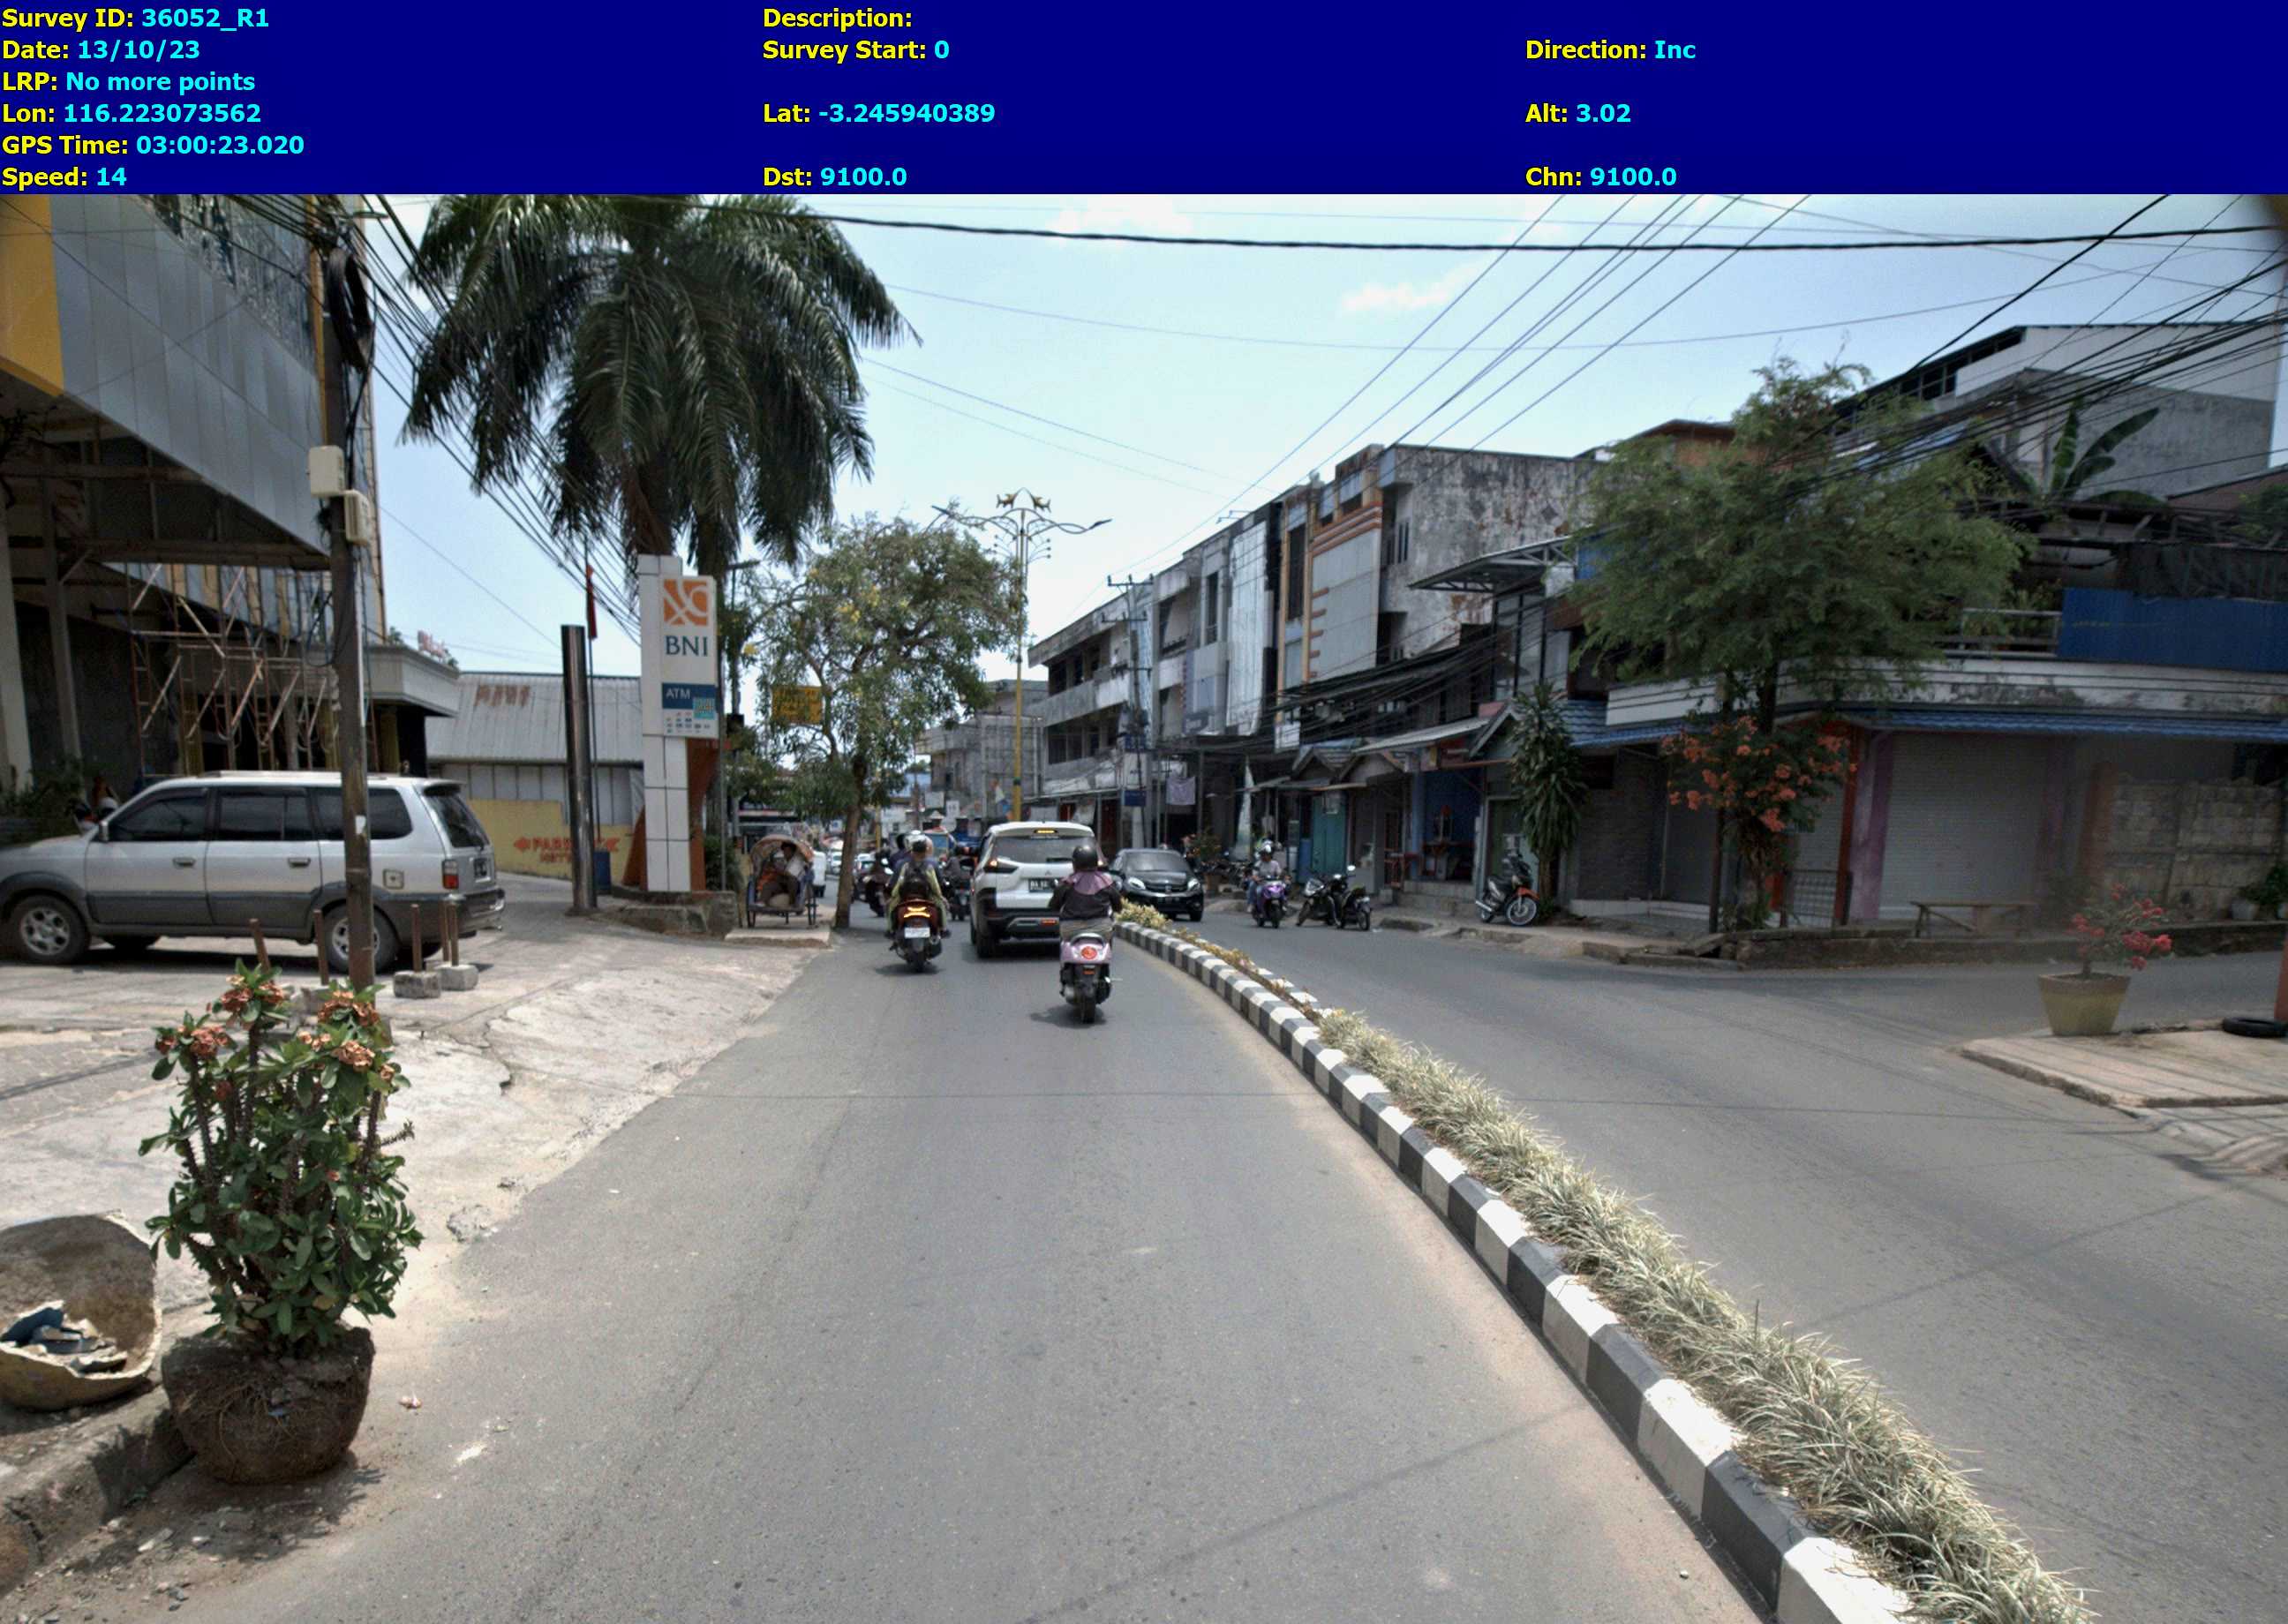 Survey ID: 36052_R1
Description:
Date: 13/10/23
Survey Start: 0
Direction: Inc
LRP: No more points
Lon: 116.223073562
Lat: -3.245940389
Alt: 3.02
GPS Time: 03:00:23.020
Speed: 14
Dst: 9100.0
Chn: 9100.0
BNI
ATM